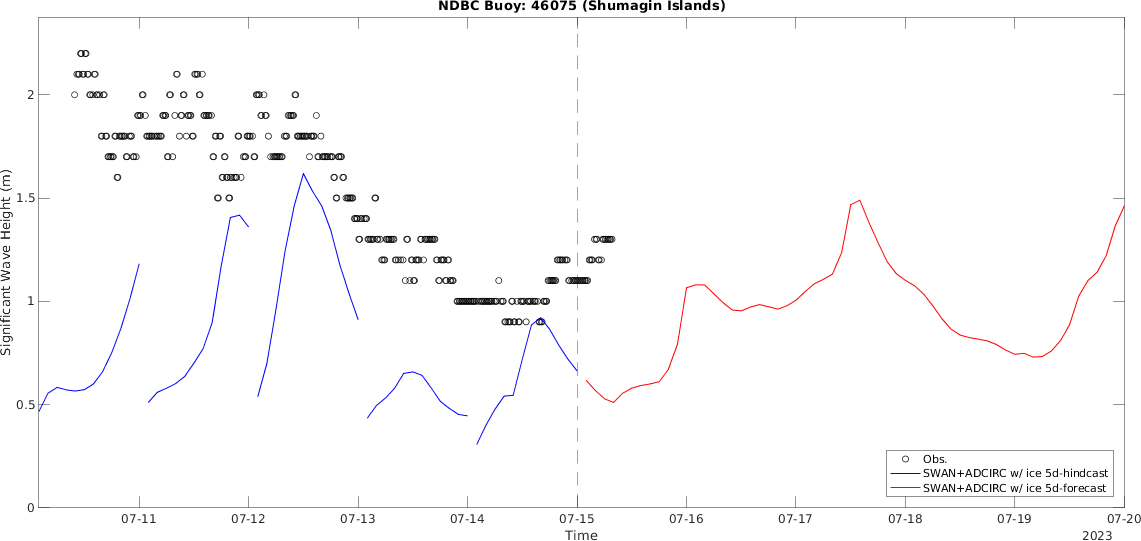 NDBC Buoy: 46075 (Shumagin Islands)
Significant Wave Height (m)
2
1.5
1
0.5
0
Obs.
SWAN+ADCIRC w/ ice 5d-hindcast
SWAN+ADCIRC w/ ice 5d-forecast
07-11 07-12 07-13 07-14 07-15 07-16 07-17 07-18 07-19 07-20
Time
2023